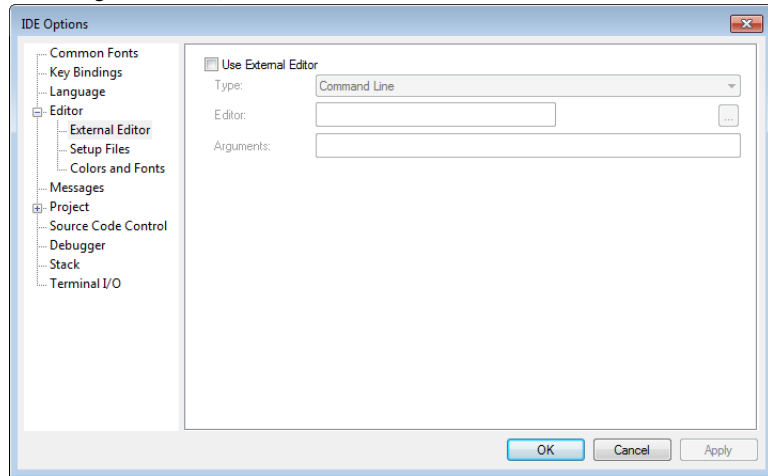 IDE Options
Common Fonts
Key Bindings
Language
Editor
External Editor
Setup Files
Colors and Fonts
Messages
Project
Source Code Control
Debugger
Stack
Terminal I/O
Use External Editor
Type: Command Line
Editor: ...
Arguments:
OK Cancel Apply